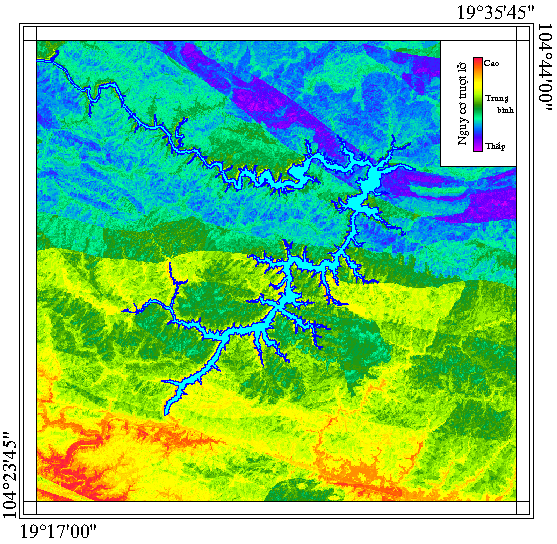 19°35'45"
104°44'00"
Nguy cơ trượt lở
Cao
Trung
bình
Thấp
104°23'45"
19°17'00"